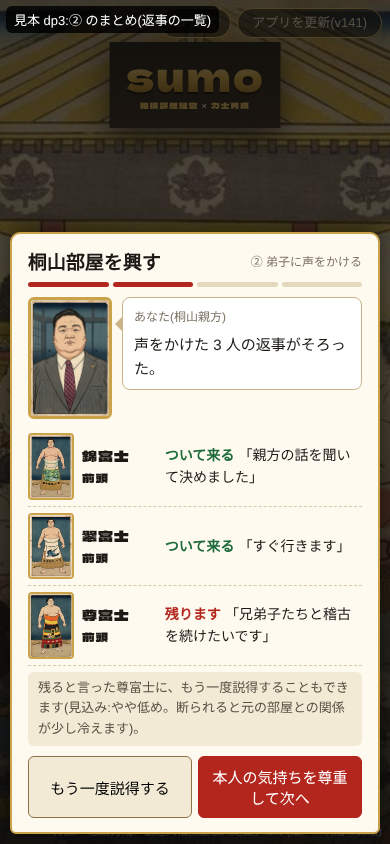 見本 dp3:② のまとめ(返事の一覧)
アプリを更新(v141)
sumo
相撲部屋経営 × 力士育成
桐山部屋を興す
② 弟子に声をかける
あなた(桐山親方)
声をかけた 3 人の返事がそろっ
た。
錦富士
前頭
ついて来る 「親方の話を聞い
て決めました」
翠富士
前頭
ついて来る 「すぐ行きます」
尊富士
前頭
残ります 「兄弟子たちと稽古
を続けたいです」
残ると言った尊富士に、もう一度説得することもでき
ます(見込み:やや低め。断られると元の部屋との関係
が少し冷えます)。
もう一度説得する
本人の気持ちを尊重
して次へ